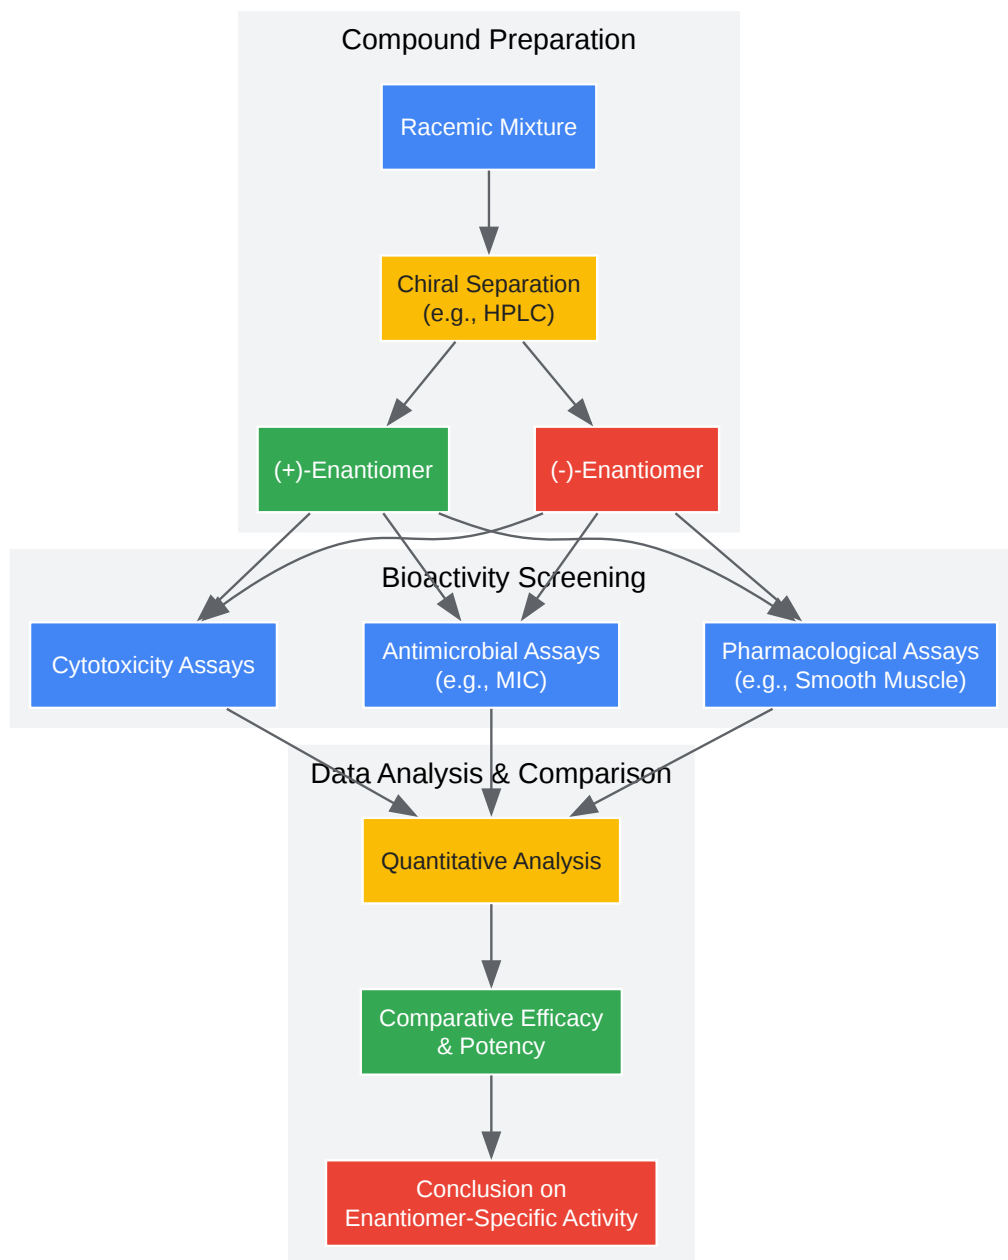 Compound Preparation
Racemic Mixture
Chiral Separation
(e.g., HPLC)
(+)-Enantiomer
(-)-Enantiomer
Bioactivity Screening
Cytotoxicity Assays
Antimicrobial Assays
(e.g., MIC)
Pharmacological Assays
(e.g., Smooth Muscle)
Data Analysis & Comparison
Quantitative Analysis
Comparative Efficacy
& Potency
Conclusion on
Enantiomer-Specific Activity